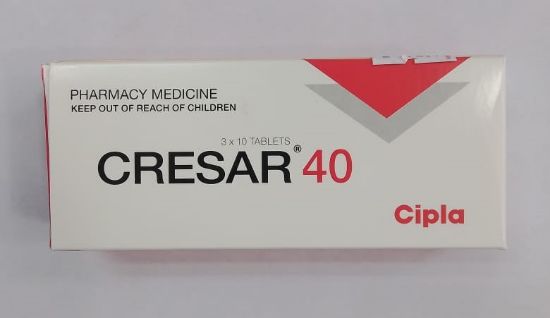 PHARMACY MEDICINE
KEEP OUT OF REACH OF CHILDREN
3 x 10 TABLETS
CRESAR® 40
Cipla